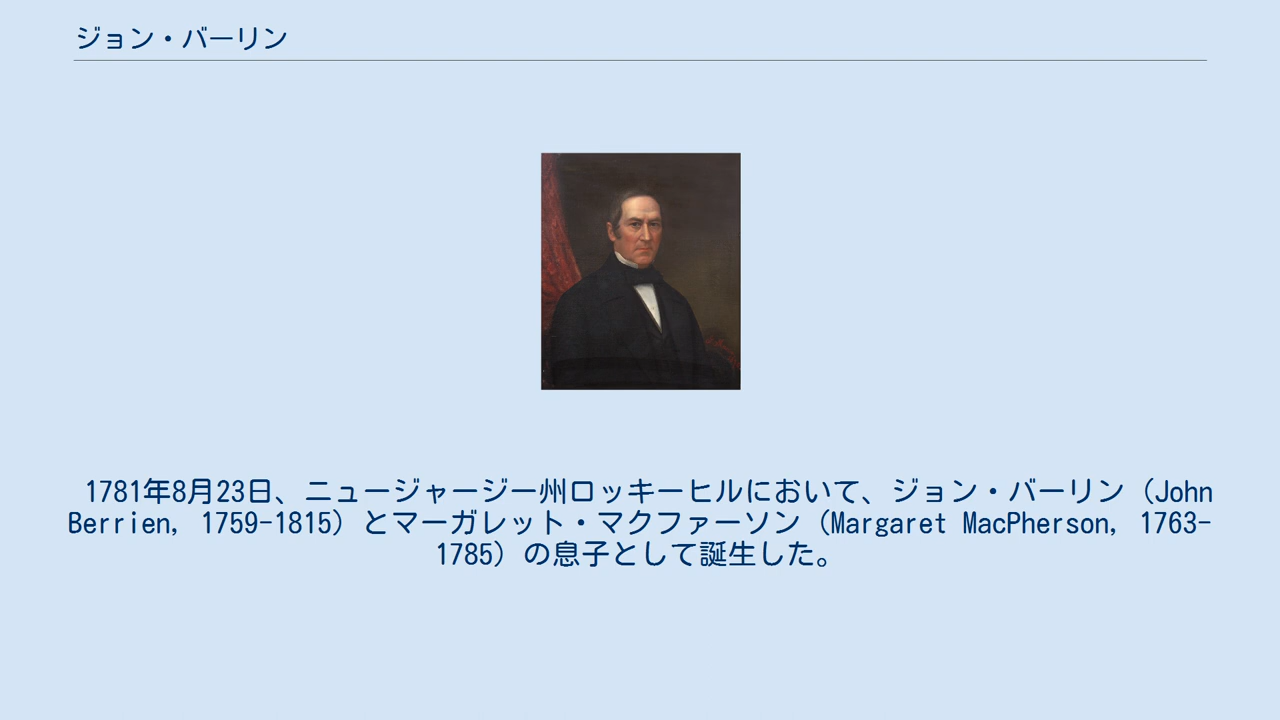 ジョン・バーリン
1781年8月23日、ニュージャージー州ロッキーヒルにおいて、ジョン・バーリン（John
Berrien, 1759-1815）とマーガレット・マクファーソン（Margaret MacPherson, 1763-
1785）の息子として誕生した。